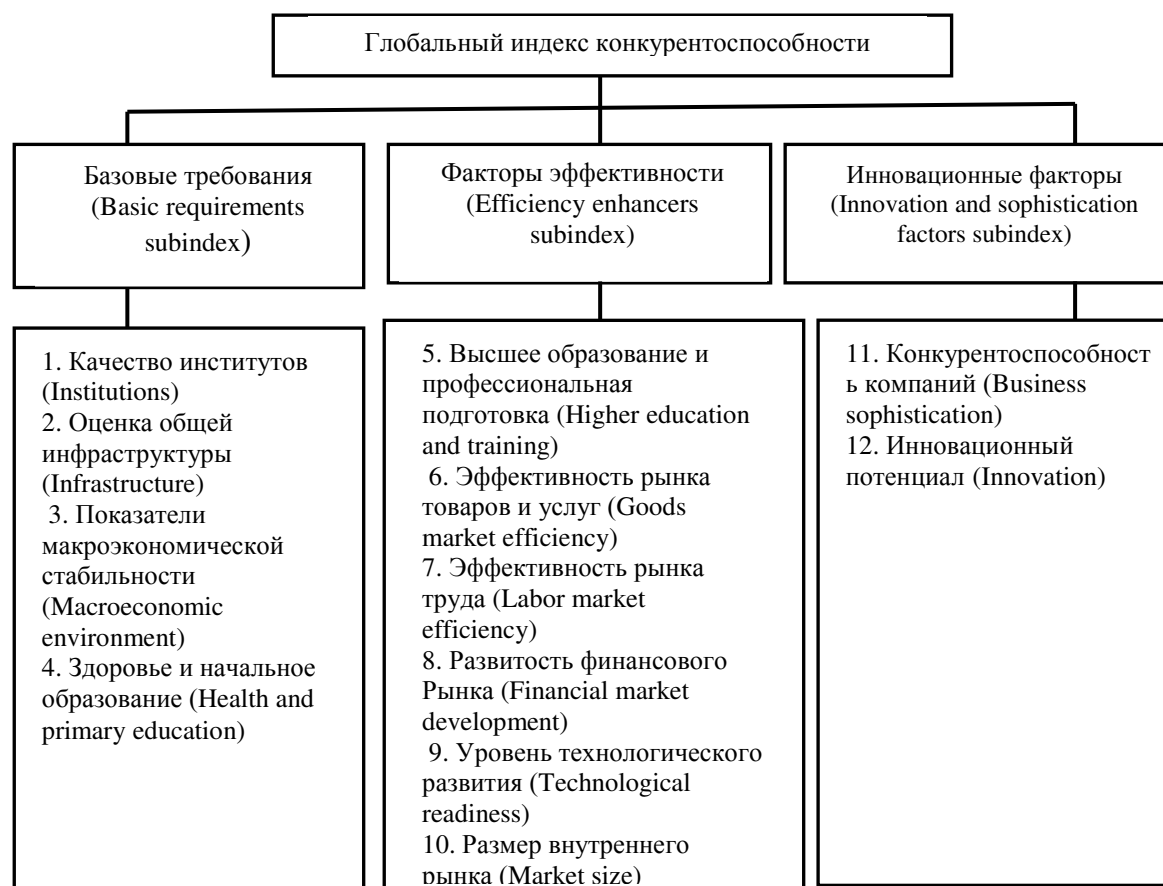 Глобальный индекс конкурентоспособности
Базовые требования
(Basic requirements
subindex)
Факторы эффективности
(Efficiency enhancers
subindex)
Инновационные факторы
(Innovation and sophistication
factors subindex)
1. Качество институтов
(Institutions)
2. Оценка общей
инфраструктуры
(Infrastructure)
3. Показатели
макроэкономической
стабильности
(Macroeconomic
environment)
4. Здоровье и начальное
образование (Health and
primary education)
5. Высшее образование и
профессиональная
подготовка (Higher education
and training)
6. Эффективность рынка
товаров и услуг (Goods
market efficiency)
7. Эффективность рынка
труда (Labor market
efficiency)
8. Развитость финансового
Рынка (Financial market
development)
9. Уровень технологического
развития (Technological
readiness)
10. Размер внутреннего
рынка (Market size)
11. Конкурентоспособност
ь компаний (Business
sophistication)
12. Инновационный
потенциал (Innovation)